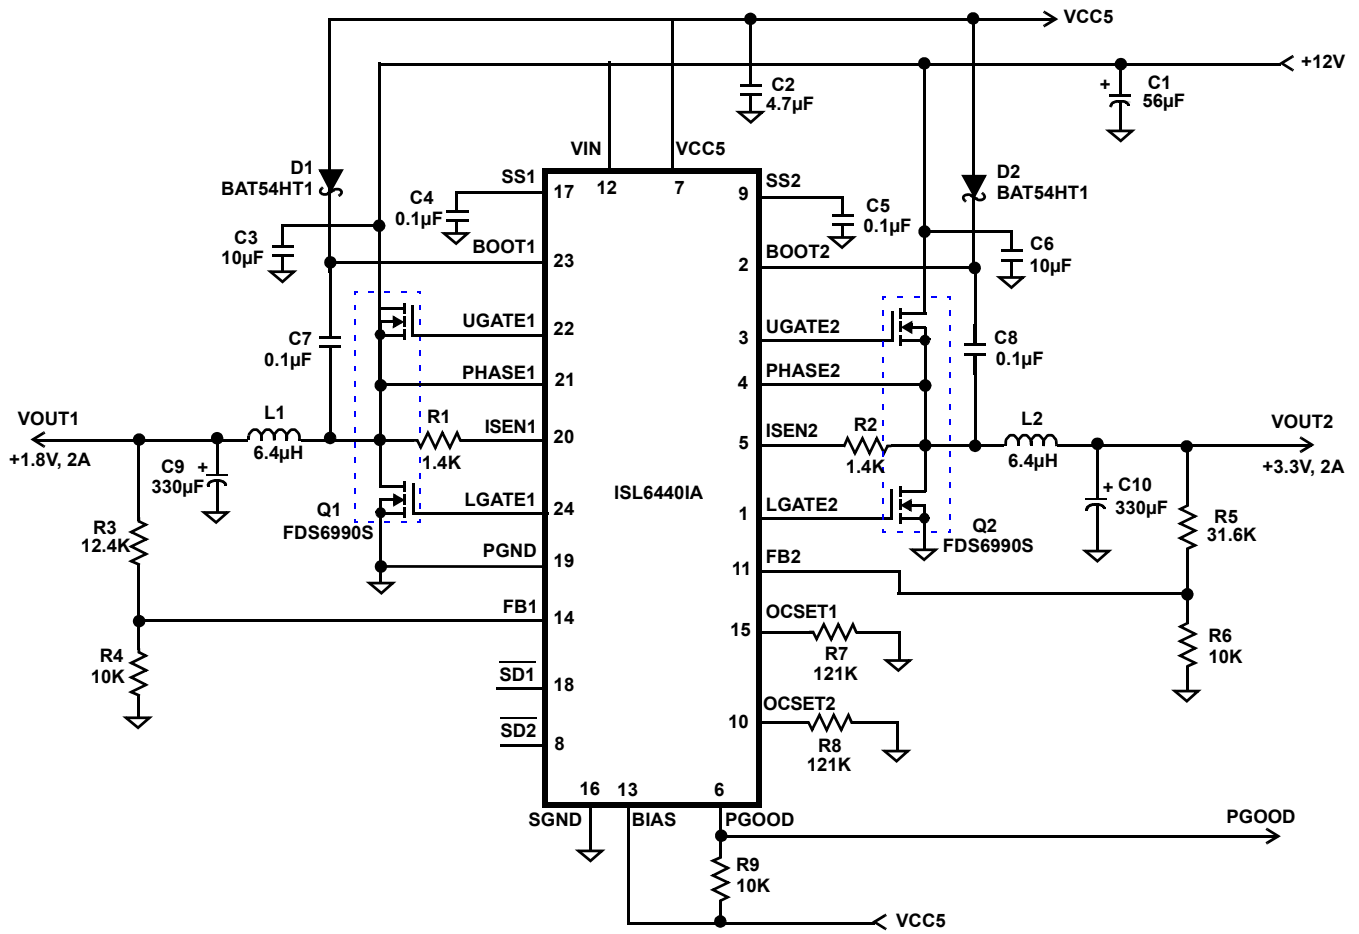 VCC5
+12V
C2
4.7µF
+
C1
56µF
VIN
VCC5
D1
BAT54HT1
SS1
17
12
7
9
SS2
D2
BAT54HT1
C4
0.1µF
C5
0.1µF
C3
10µF
BOOT1
23
2
BOOT2
C6
10µF
UGATE1
22
3
UGATE2
C7
0.1µF
C8
0.1µF
PHASE1
21
4
PHASE2
VOUT1
+1.8V, 2A
L1
6.4µH
R1
1.4K
ISEN1
20
5
ISEN2
R2
1.4K
L2
6.4µH
VOUT2
+3.3V, 2A
C9
+
330µF
ISL6440IA
+
C10
330µF
Q1
FDS6990S
LGATE1
24
1
LGATE2
Q2
FDS6990S
R3
12.4K
R5
31.6K
PGND
19
11
FB2
FB1
14
15
OCSET1
R7
121K
R4
10K
R6
10K
SD1
18
10
OCSET2
R8
121K
SD2
8
16
13
6
SGND
BIAS
PGOOD
PGOOD
R9
10K
VCC5